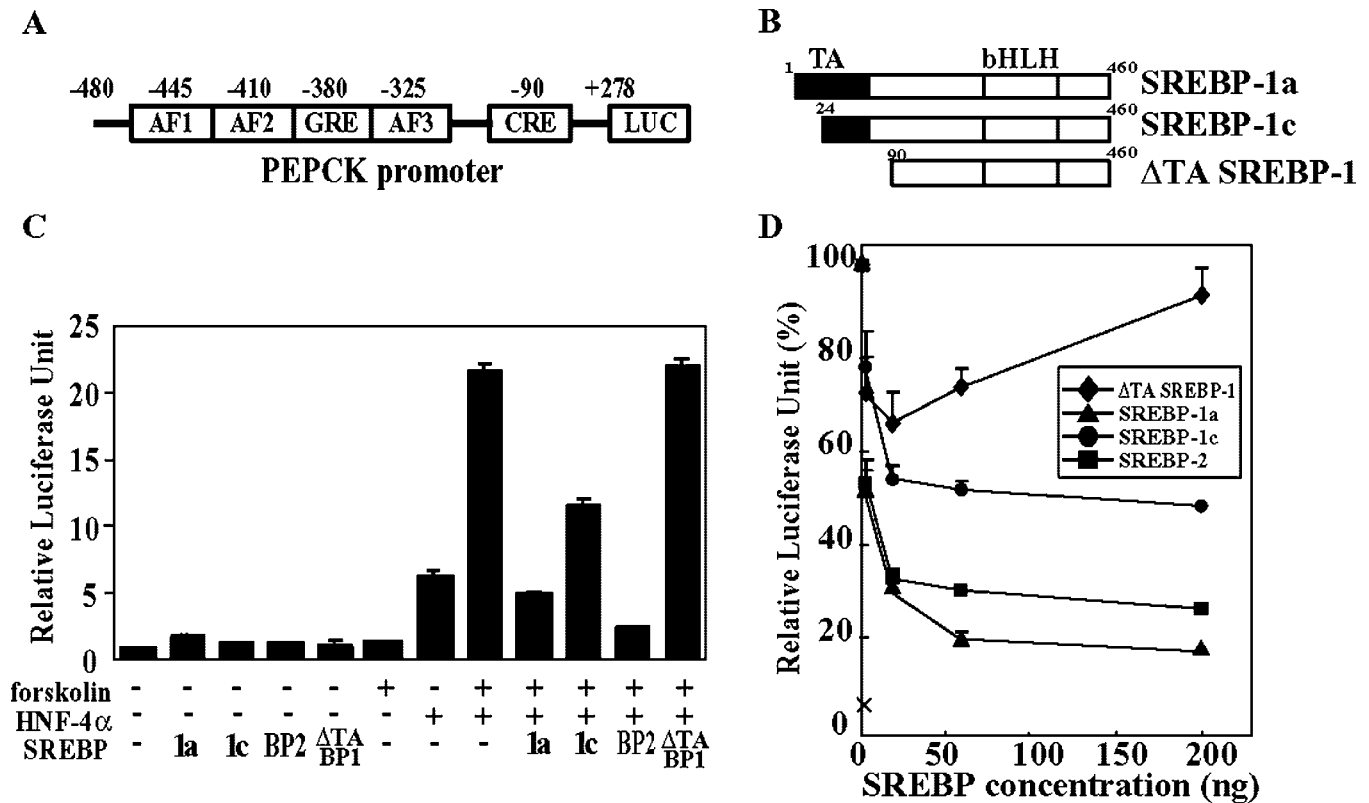 A
-480 -445 -410 -380 -325 -90 +278
AF1 AF2 GRE AF3 CRE LUC
PEPCK promoter
B
TA bHLH
1 460 SREBP-1a
24 460 SREBP-1c
90 460 ΔTA SREBP-1
C
Relative Luciferase Unit
25
20
15
10
5
0
forskolin - - - - - + - + + + + +
HNF-4α - - - - - - + + + + + +
SREBP - 1a 1c BP2 ΔTA BP1 - - - 1a 1c BP2 ΔTA BP1
D
Relative Luciferase Unit (%)
100
80
60
40
20
0
ΔTA SREBP-1
SREBP-1a
SREBP-1c
SREBP-2
0 50 100 150 200
SREBP concentration (ng)